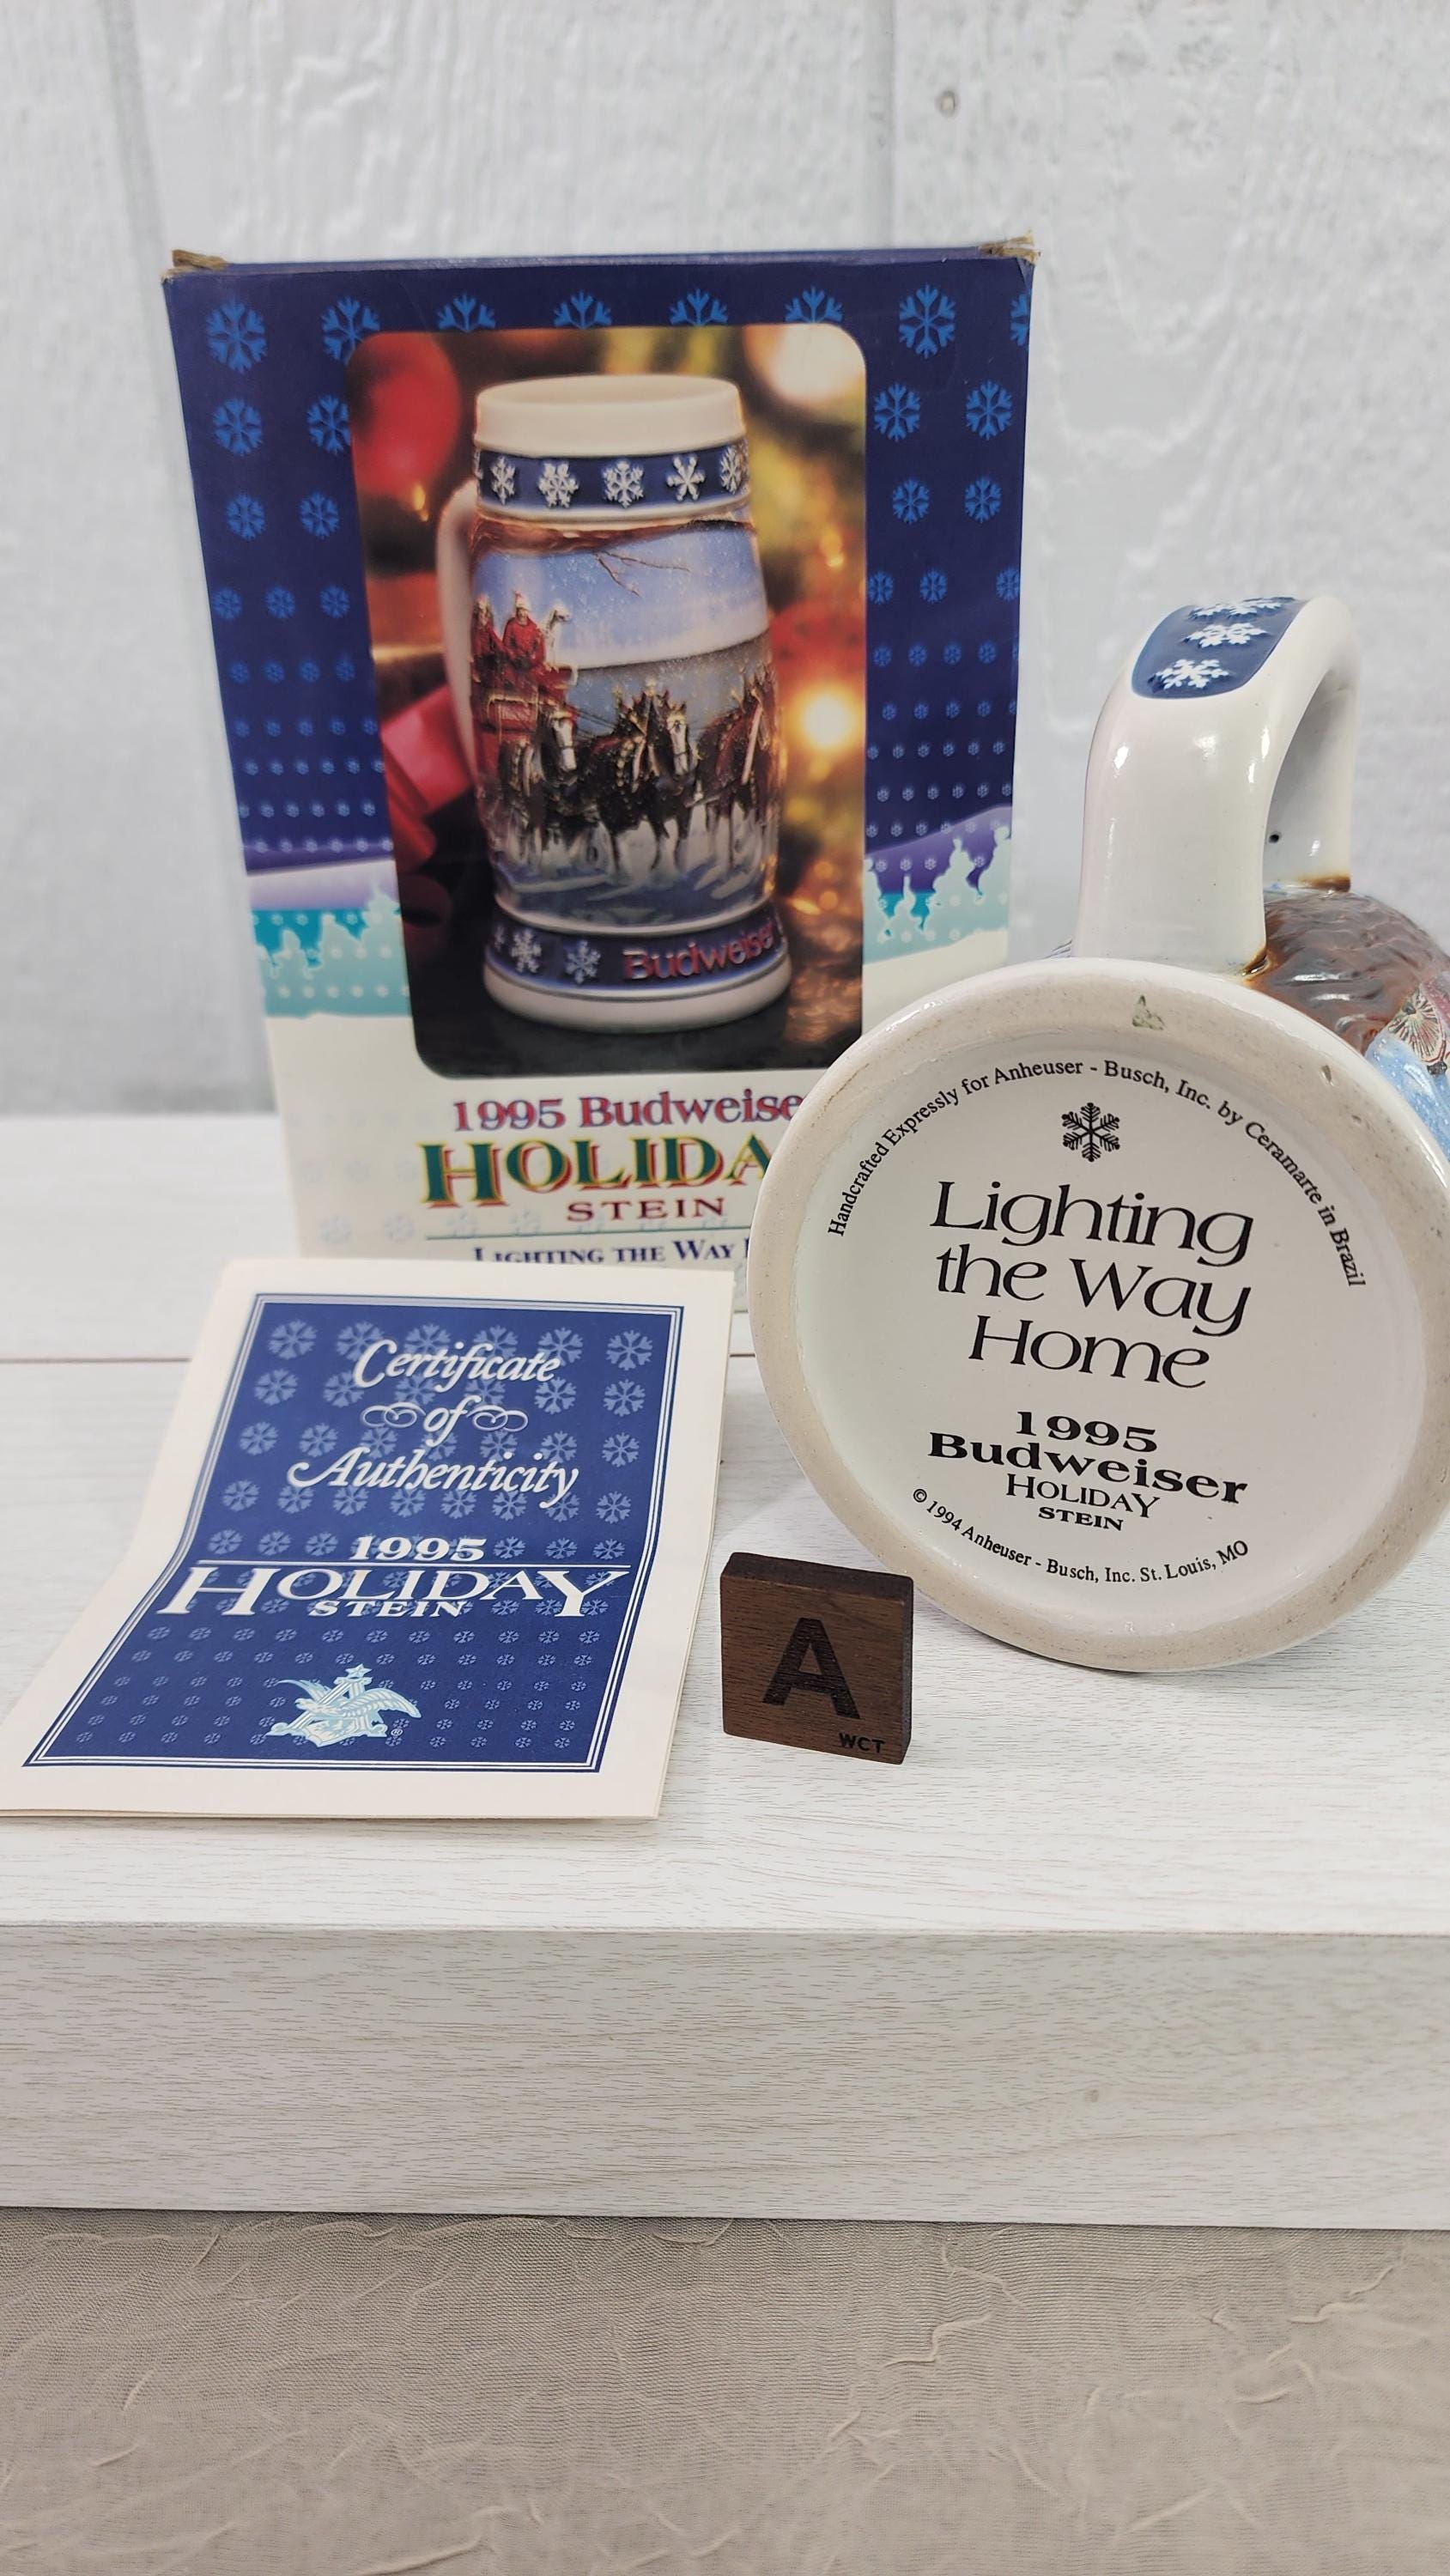 Budweiser
1995 Budweise
HOLIDA
STEIN
LIGHTING THE WAY
Handcrafted Expressly for Anheuser - Busch, Inc. by Ceramarte in Brazil
Lighting
the Way
Home
1995
Budweiser
HOLIDAY
STEIN
© 1994 Anheuser - Busch, Inc. St. Louis, MO
Certificate
of
Authenticity
1995
HOLIDAY
STEIN
®
A
WCT